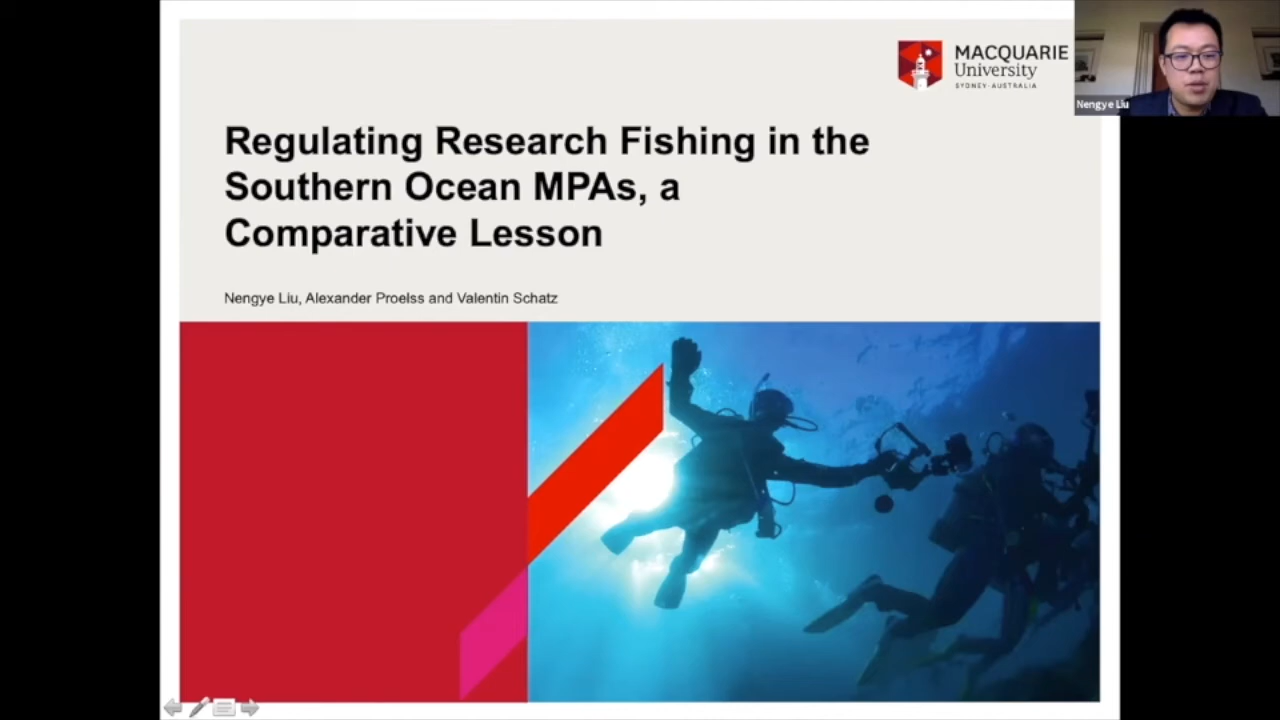 MACQUARIE
University
SYDNEY·AUSTRALIA
Nengye Liu
Regulating Research Fishing in the
Southern Ocean MPAs, a
Comparative Lesson
Nengye Liu, Alexander Proelss and Valentin Schatz